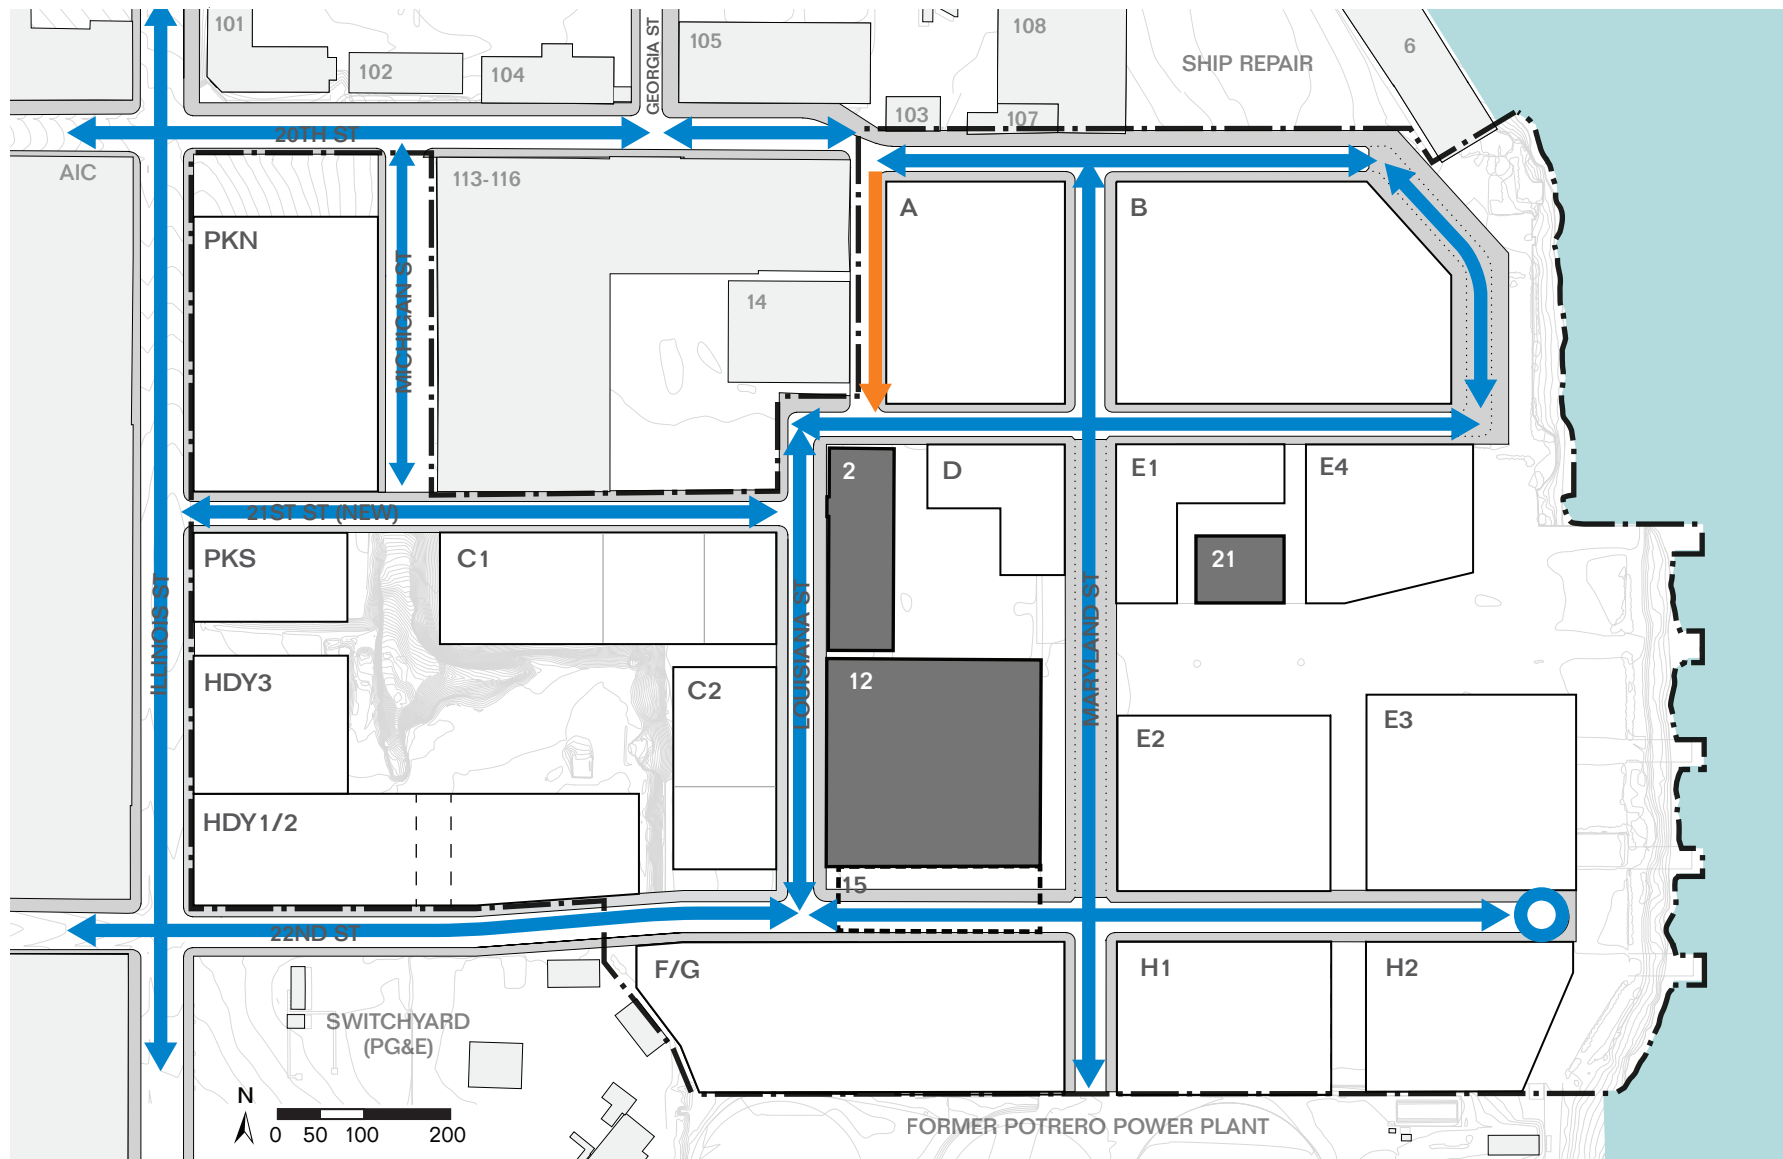 101
102
104
GEORGIA ST
105
103
107
108
SHIP REPAIR
6
20TH ST
AIC
PKN
MICHIGAN ST
113-116
14
A
B
21ST ST (NEW)
2
D
E1
E4
21
PKS
C1
ILLINOIS ST
LOUISIANA ST
MARYLAND ST
HDY3
C2
12
E2
E3
HDY1/2
15
22ND ST
F/G
H1
H2
SWITCHYARD
(PG&E)
N
0 50 100 200
FORMER POTRERO POWER PLANT